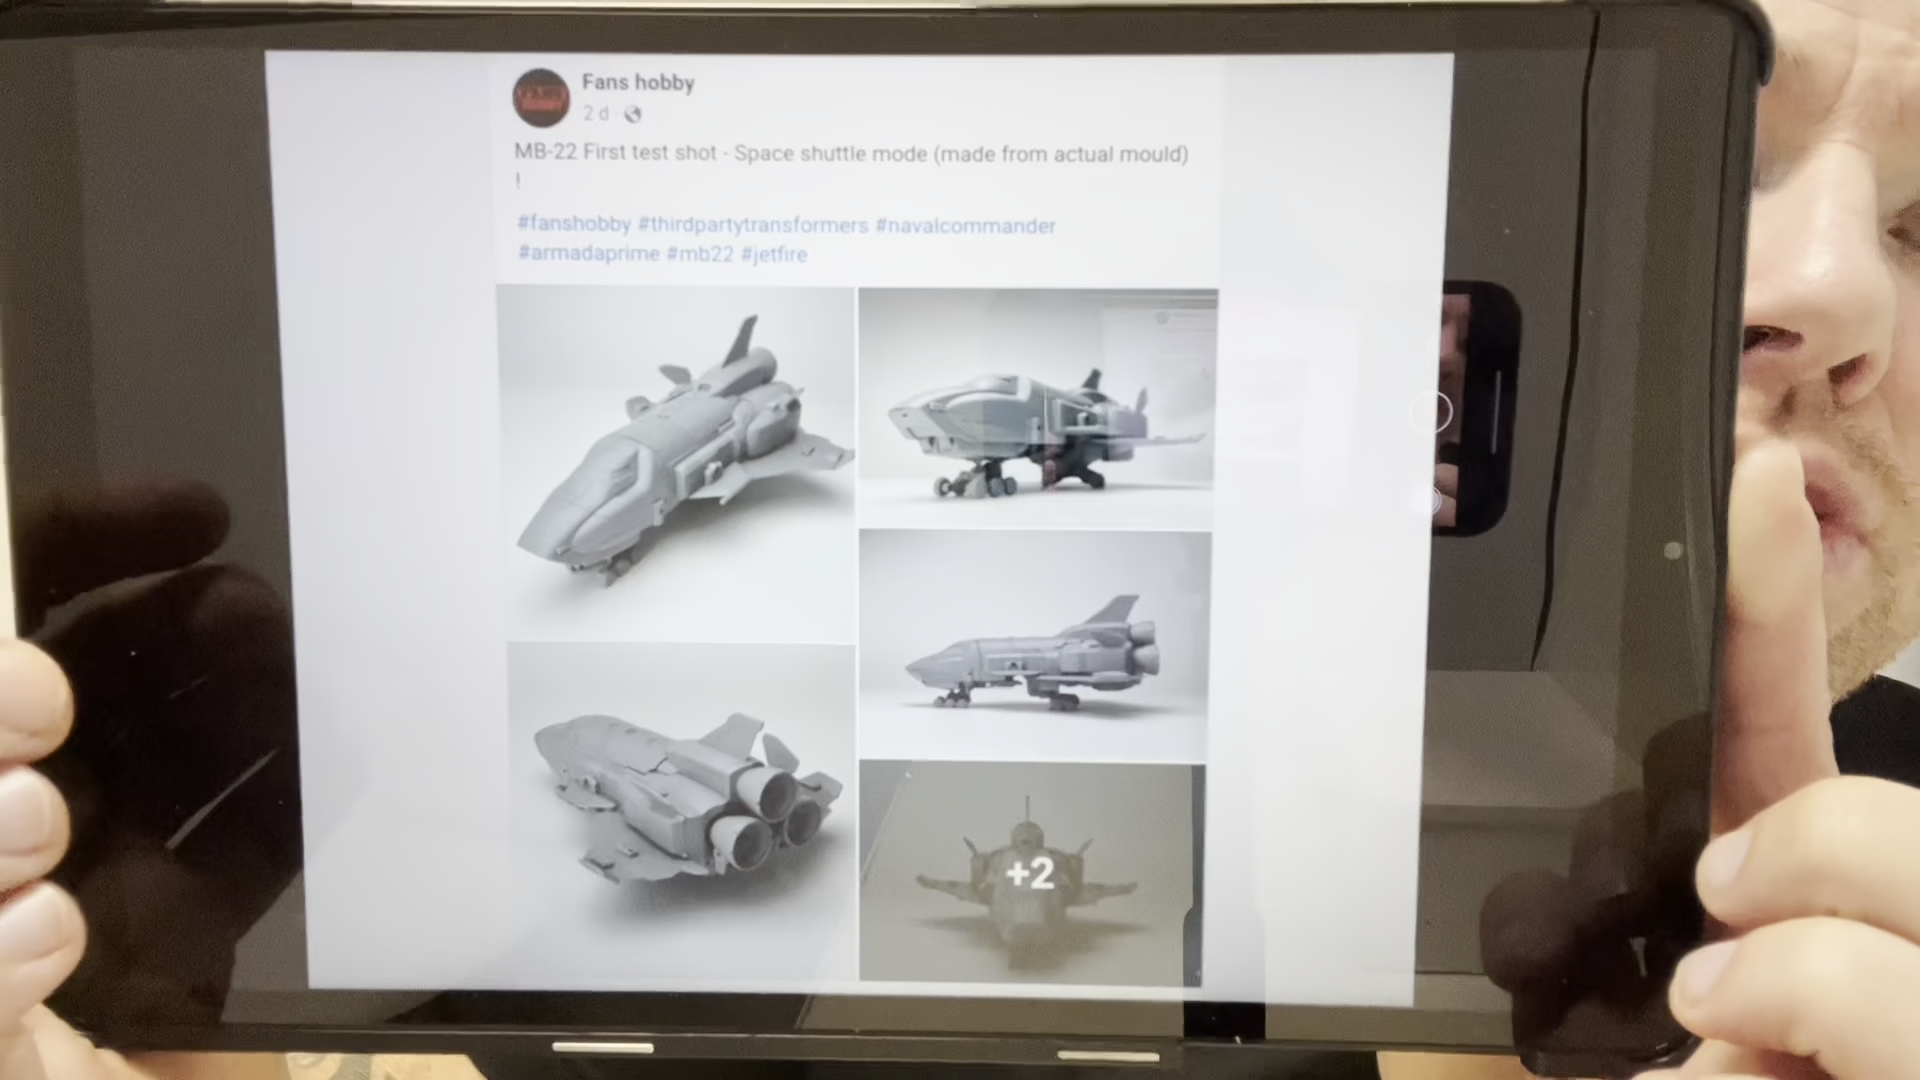 Fans hobby
2 d
MB-22 First test shot - Space shuttle mode (made from actual mould)
!
#fanshobby #thirdpartytransformers #navalcommander
#armadaprime #mb22 #jetfire
+2